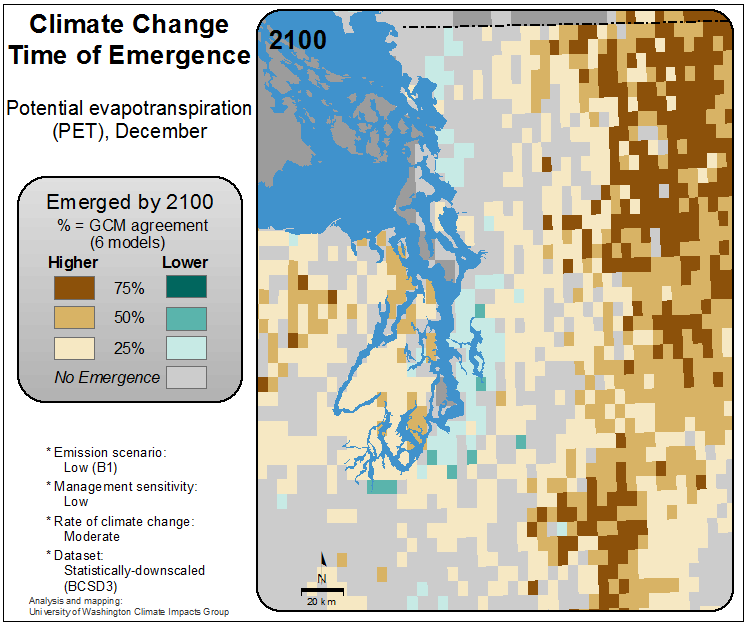 Climate Change
Time of Emergence
Potential evapotranspiration
(PET), December
Emerged by 2100
% = GCM agreement
(6 models)
Higher Lower
75%
50%
25%
No Emergence
* Emission scenario:
Low (B1)
* Management sensitivity:
Low
* Rate of climate change:
Moderate
* Dataset:
Statistically-downscaled
(BCSD3)
Analysis and mapping:
University of Washington Climate Impacts Group
2100
N
20 km